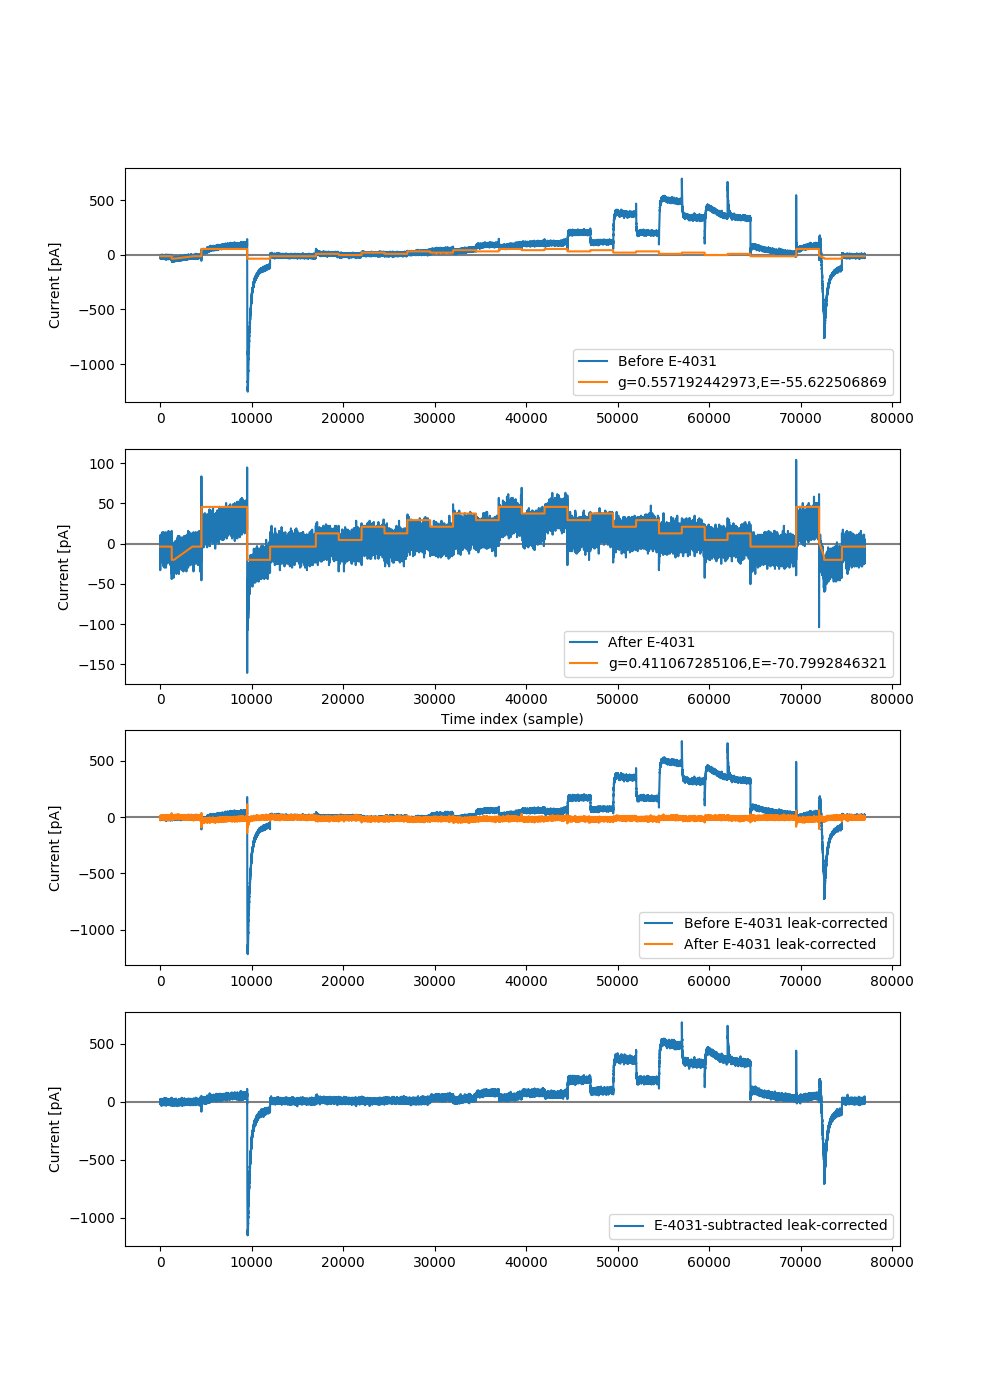 500
0
−500
−1000
Current [pA]
Before E-4031
g=0.557192442973,E=-55.622506869
0 10000 20000 30000 40000 50000 60000 70000 80000
100
50
0
−50
−100
−150
Current [pA]
After E-4031
g=0.411067285106,E=-70.7992846321
0 10000 20000 30000 40000 50000 60000 70000 80000
Time index (sample)
500
0
−500
−1000
Current [pA]
Before E-4031 leak-corrected
After E-4031 leak-corrected
0 10000 20000 30000 40000 50000 60000 70000 80000
500
0
−500
−1000
Current [pA]
E-4031-subtracted leak-corrected
0 10000 20000 30000 40000 50000 60000 70000 80000